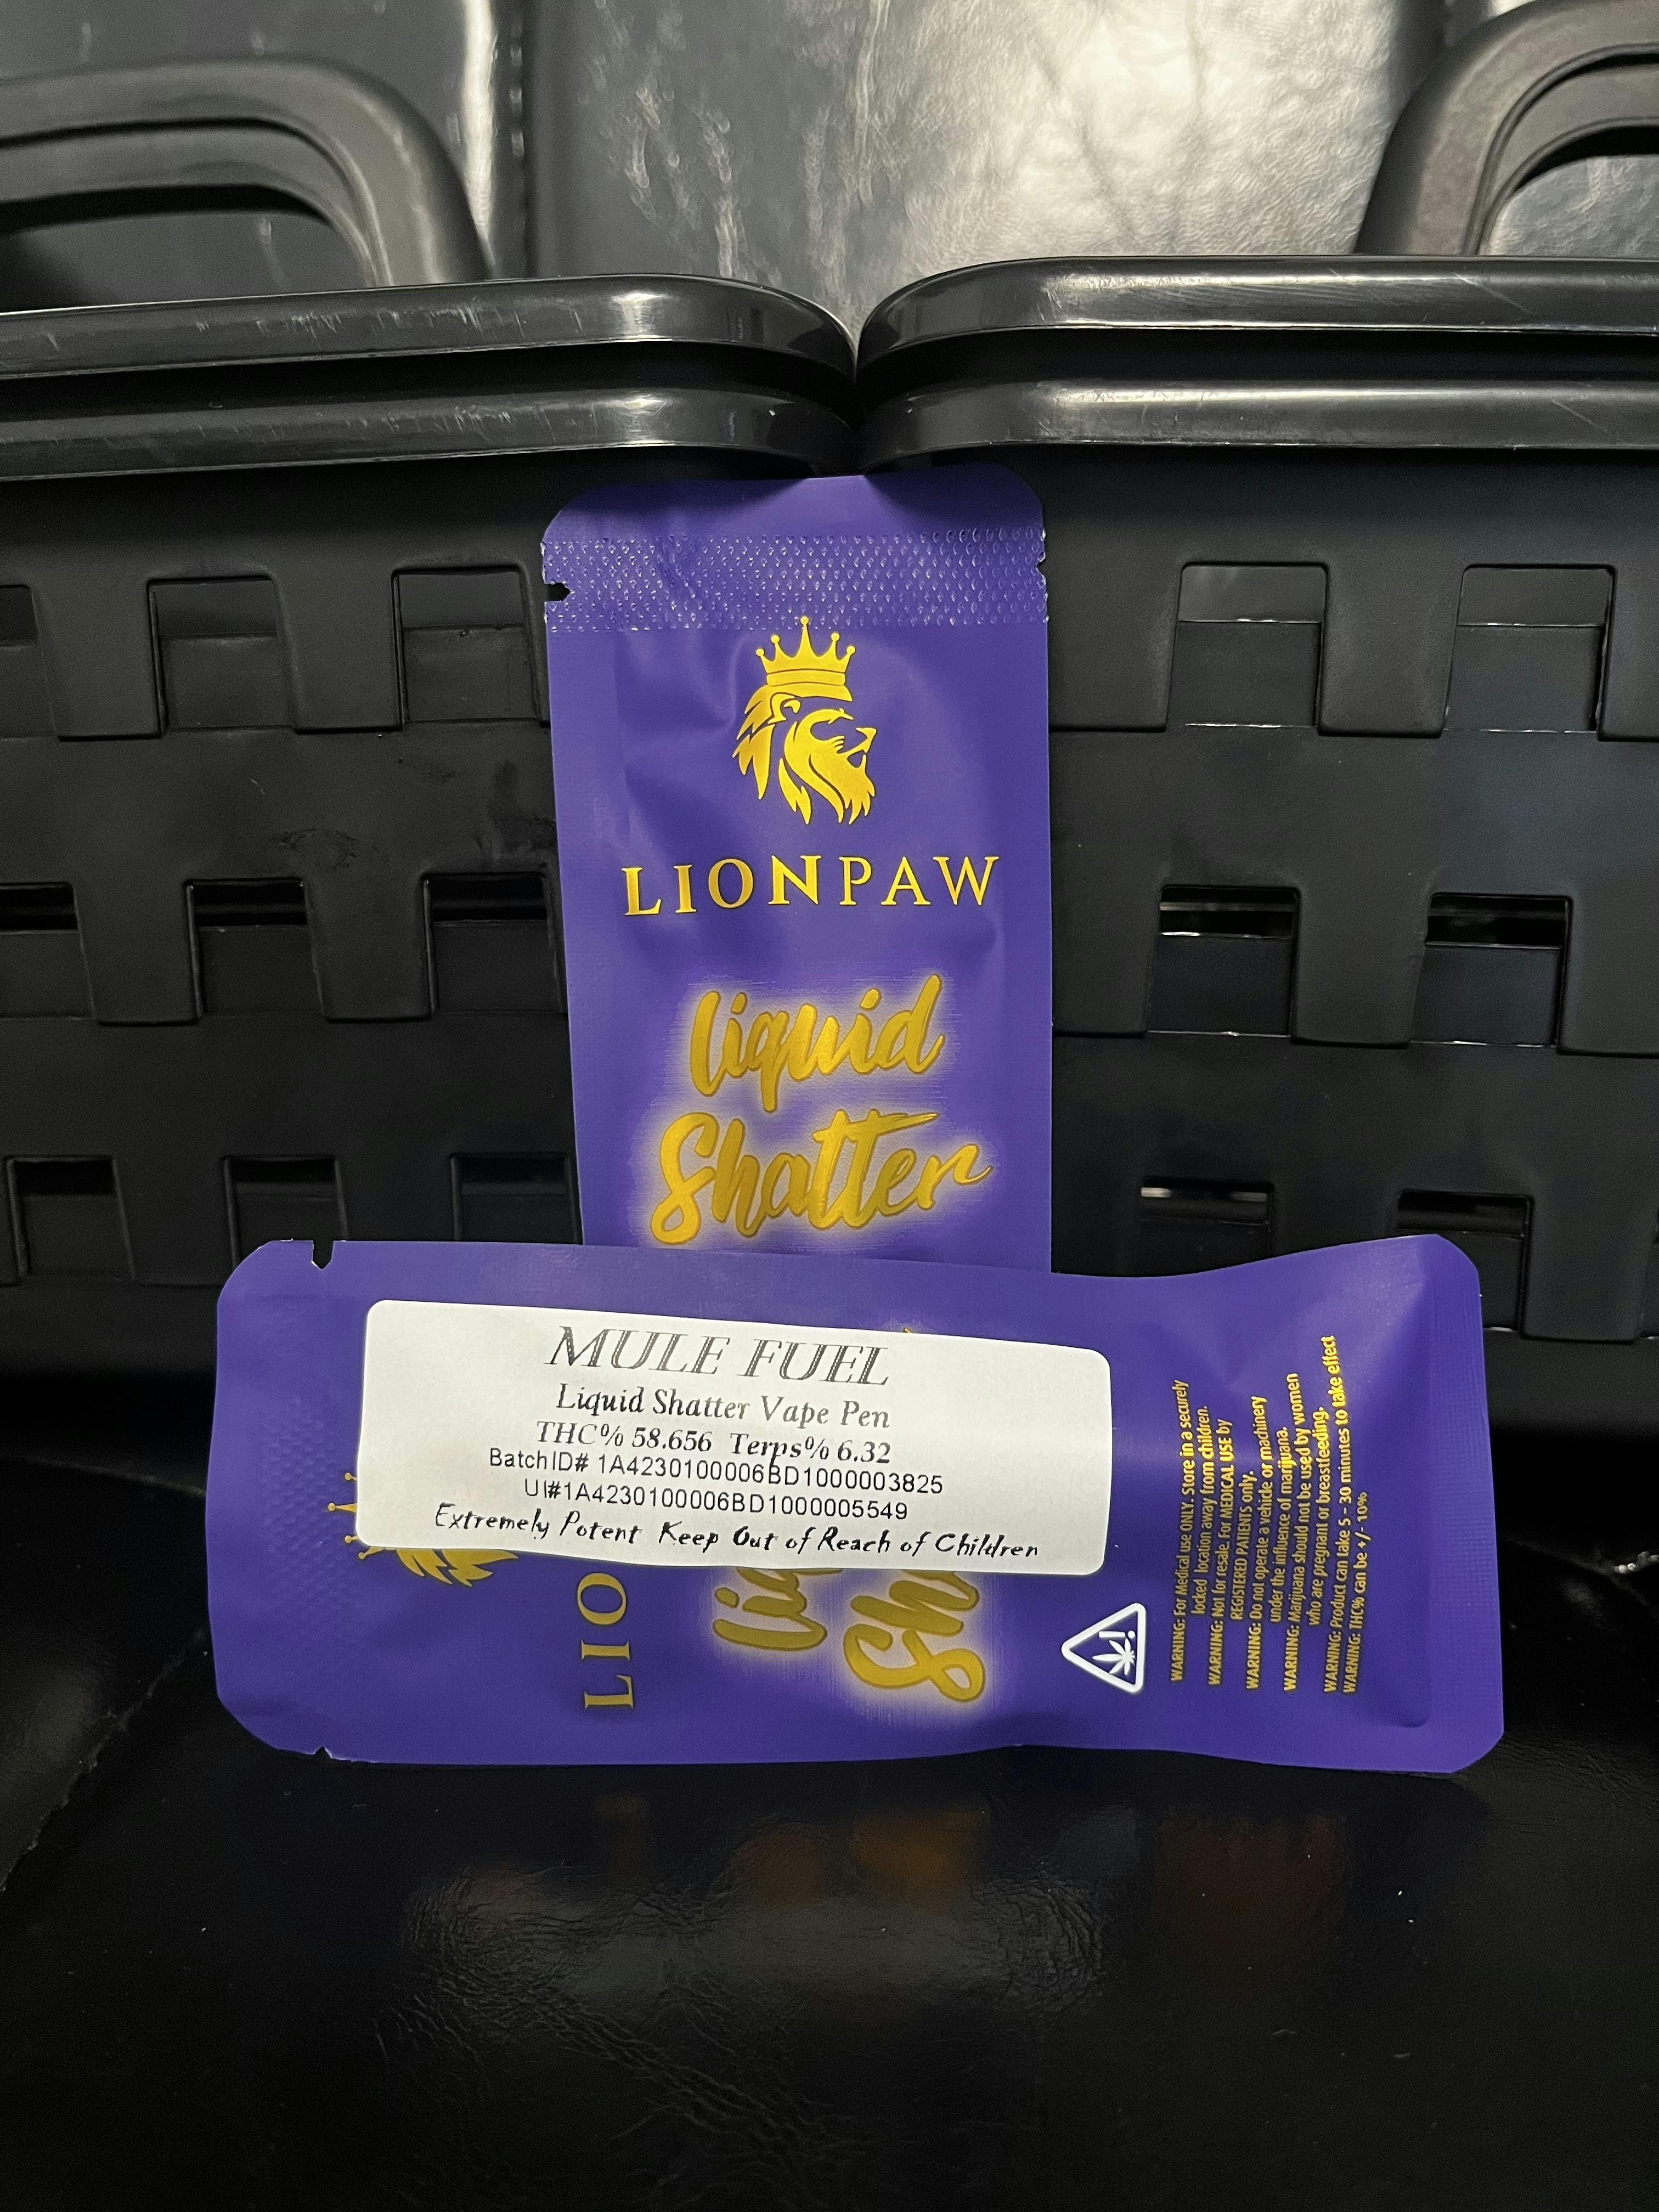 LIONPAW
liquid
Shatter
MULE FUEL
Liquid Shatter Vape Pen
THC% 58.656 Terps% 6.32
BatchID# 1A4230100006BD1000003825
UI#1A4230100006BD1000005549
Extremely Potent Keep Out of Reach of Children
LIO
Liq
Sh
WARNING: For Medical use ONLY. Store in a securely
locked location away from children.
WARNING: Not for resale. For MEDICAL USE by
REGISTERED PATIENTS only.
WARNING: Do not operate a vehicle or machinery
under the influence of marijuana.
WARNING: Marijuana should not be used by women
who are pregnant or breastfeeding.
WARNING: Product can take 5 - 30 minutes to take effect
WARNING: THC% can be +/- 10%